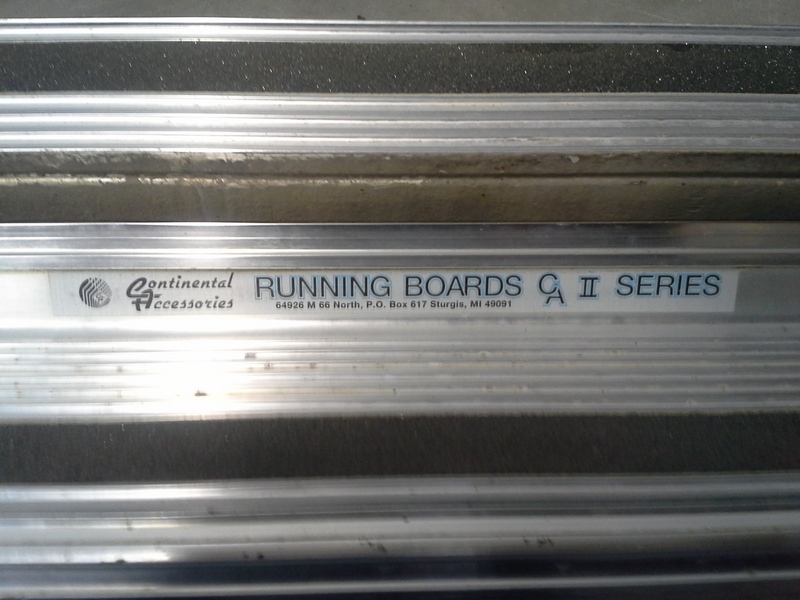 Continental
Accessories
RUNNING BOARDS CA II SERIES
64926 M 66 North, P.O. Box 617 Sturgis, MI 49091